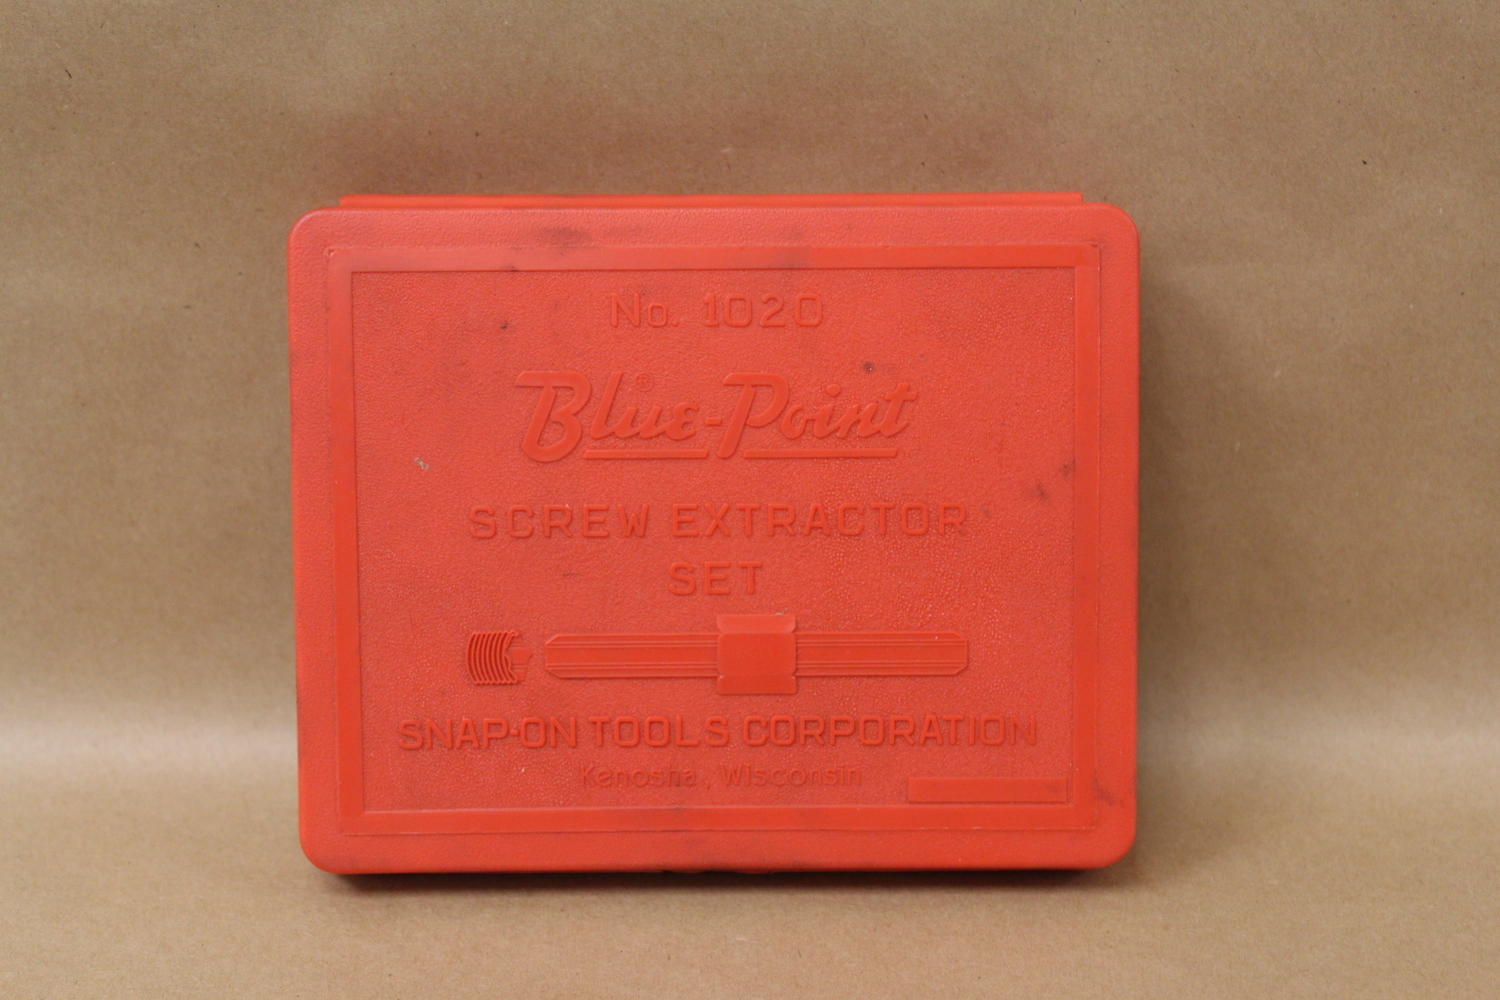 No. 1020
Blue-Point®
SCREW EXTRACTOR
SET
SNAP-ON TOOLS CORPORATION
Kenosha, Wisconsin